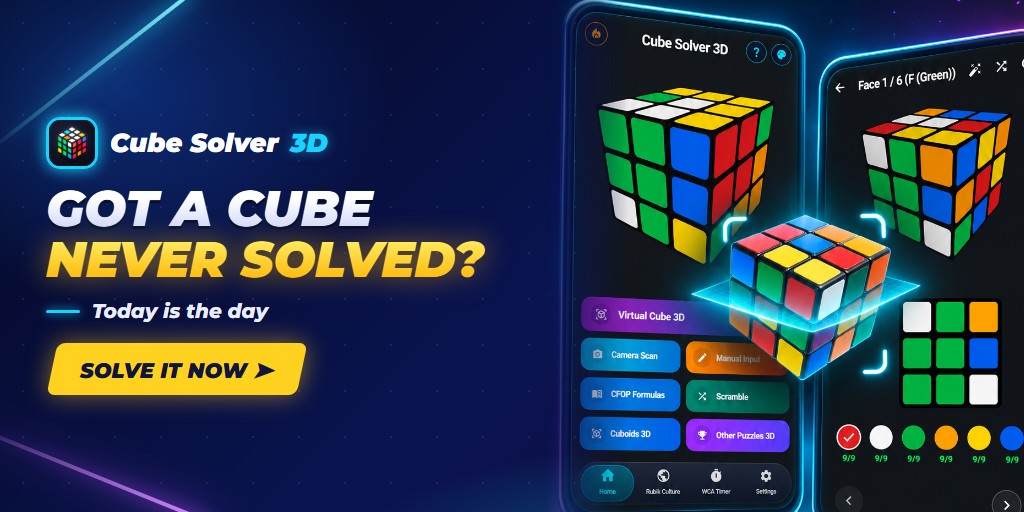 Cube Solver 3D
GOT A CUBE
NEVER SOLVED?
Today is the day
SOLVE IT NOW
Cube Solver 3D
?
Virtual Cube 3D
Camera Scan
Manual Input
CFOP Formulas
Scramble
Cuboids 3D
Other Puzzles 3D
Home
Rubik Culture
WCA Timer
Settings
Face 1 / 6 (F (Green))
9/9 9/9 9/9 9/9 9/9 9/9